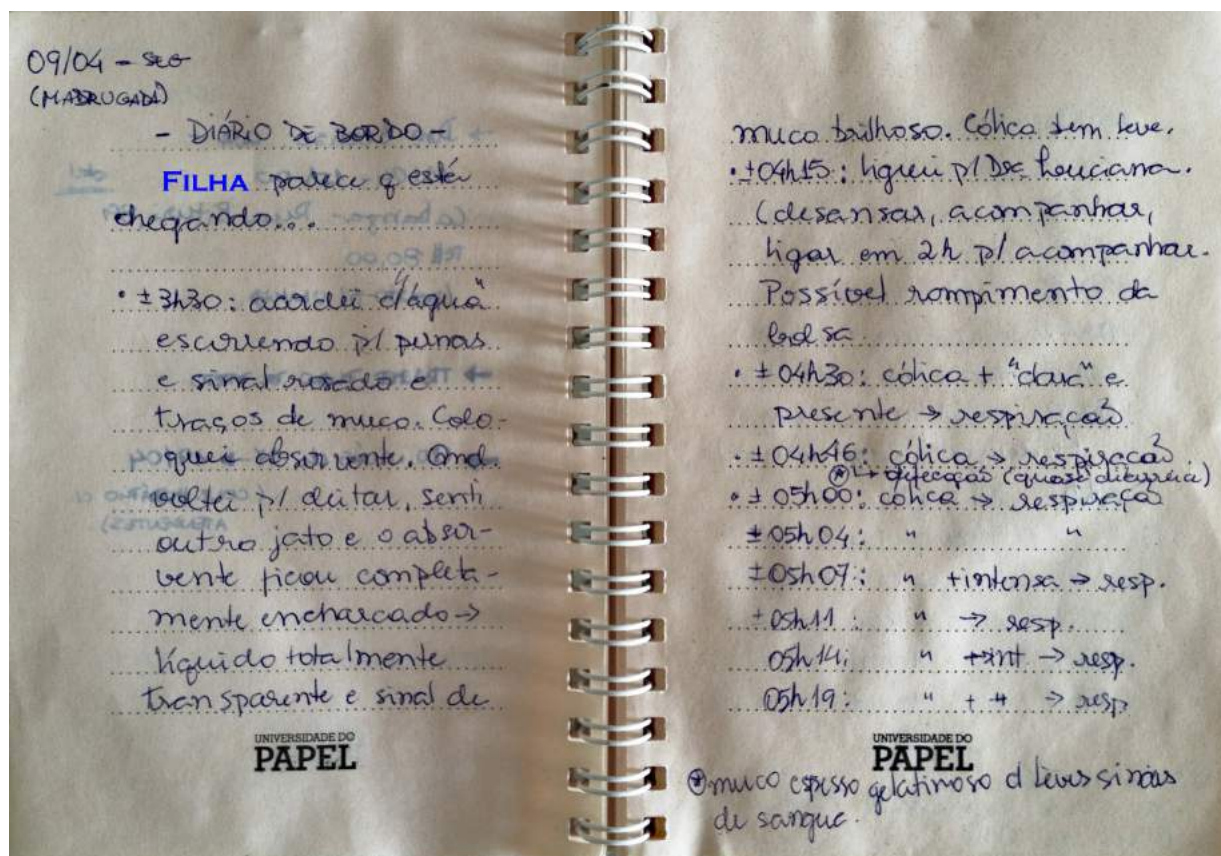 09/04 - SEG
(MADRUGADA)
- DIÁRIO DE BORDO -
FILHA parece q está
chegando...
• ± 3h30: acordei c/ "água"
escorrendo p/ pernas
e sinal rosado e
traços de muco. Colo-
quei absorvente. Qnd.
voltei p/ deitar, senti
outro jato e o absor-
vente ficou completa-
mente encharcado →
líquido totalmente
transparente e sinal de
UNIVERSIDADE DO
PAPEL
muco brilhoso. Cólica bem leve.
• ± 04h15: liguei p/ Dra Louciana.
(desansar, acompanhar,
ligar em 2h p/ acompanhar.
Possível rompimento da
bolsa
• ± 04h30: cólica + "clara" e
presente → respiração
• ± 04h46: cólica → respiração
* ↳ defecação (quase diarreia)
• ± 05h00: cólica → respiração
± 05h04: " "
± 05h07: " + intensa → resp.
± 05h11: " → resp.
05h14: " + int → resp.
05h19: " + # → resp
UNIVERSIDADE DO
PAPEL
* muco espesso gelatinoso c/ leves sinais
de sangue.